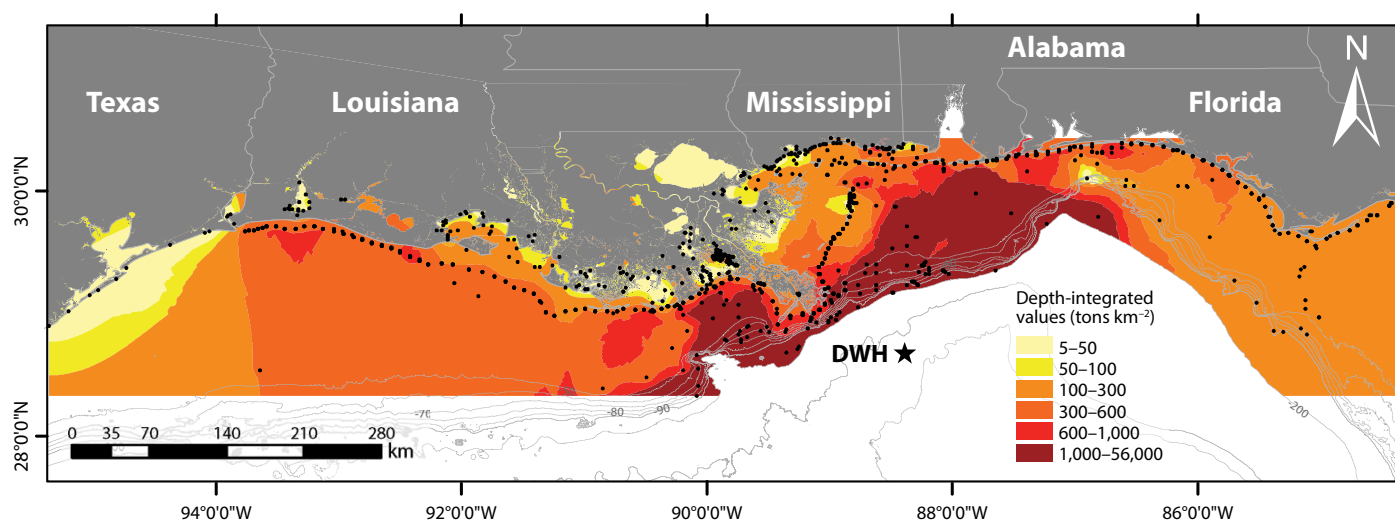 Alabama
N
Texas
Louisiana
Mississippi
Florida
30°0'0"N
28°0'0"N
Depth-integrated
values (tons km⁻²)
5–50
50–100
100–300
300–600
600–1,000
1,000–56,000
DWH
-70
-80
-90
-200
0 35 70 140 210 280
km
94°0'0"W 92°0'0"W 90°0'0"W 88°0'0"W 86°0'0"W